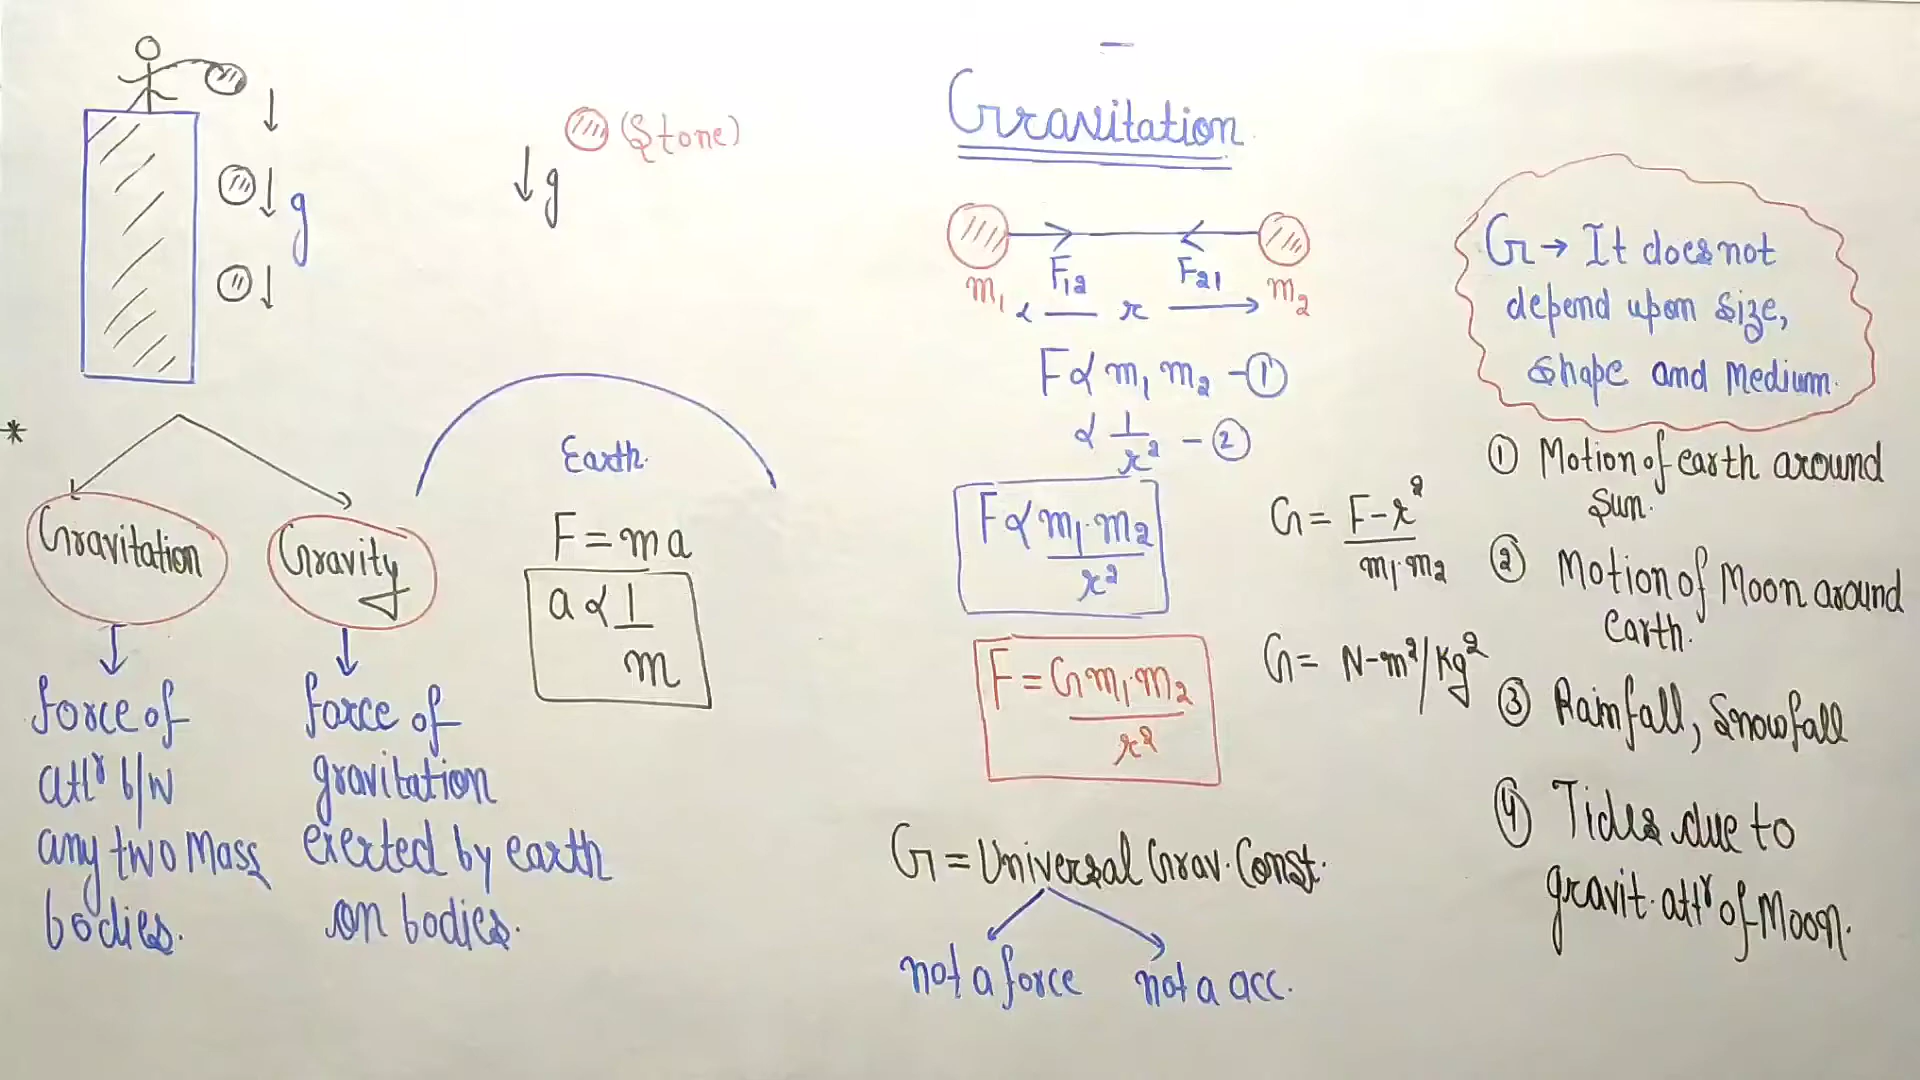 Gravitation
g
(Stone)
g
Earth
*
Gravitation
Gravity
Force of
attr b/w
any two Mass
bodies.
force of
gravitation
exerted by earth
on bodies.
F = ma
a ∝ 1/m
m₁ F₁₂ F₂₁ m₂
r
F ∝ m₁ m₂ - ①
∝ 1/r² - ②
F ∝ m₁.m₂/r²
F = G m₁.m₂/r²
G = F-r²/m₁.m₂
G = N-m²/kg²
G = Universal Grav. Const.
not a force
not a acc.
G → It does not
depend upon size,
shape and medium.
① Motion of earth around
Sun.
② Motion of Moon around
Earth.
③ Rainfall, Snowfall
④ Tides due to
gravit. attr of Moon.